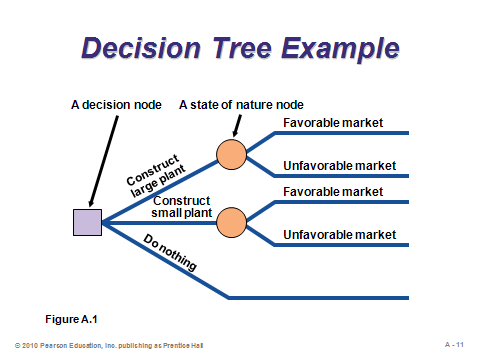 Decision Tree Example
A decision node
A state of nature node
Favorable market
Construct
large plant
Unfavorable market
Favorable market
Construct
small plant
Unfavorable market
Do nothing
Figure A.1
© 2010 Pearson Education, Inc. publishing as Prentice Hall
A - 11